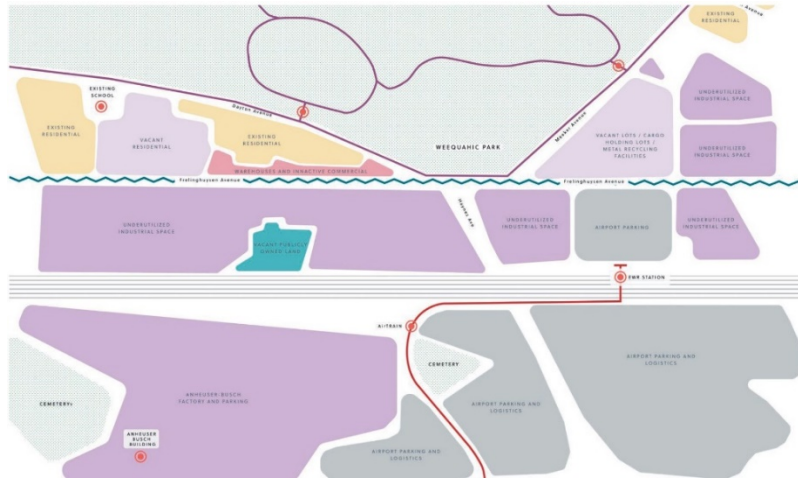 EXISTING
RESIDENTIAL
Avenue
EXISTING
SCHOOL
EXISTING
RESIDENTIAL
VACANT
RESIDENTIAL
Dayton Avenue
EXISTING
RESIDENTIAL
WEEQUAHIC PARK
Meeker Avenue
UNDERUTILIZED
INDUSTRIAL SPACE
VACANT LOTS / CARGO
HOLDING LOTS /
METAL RECYCLING
FACILITIES
UNDERUTILIZED
INDUSTRIAL SPACE
WAREHOUSES AND INNACTIVE COMMERCIAL
Frelinghuysen Avenue
Frelinghuysen Avenue
UNDERUTILIZED
INDUSTRIAL SPACE
VACANT PUBLICLY
OWNED LAND
UNDERUTILIZED
INDUSTRIAL SPACE
AIRPORT PARKING
UNDERUTILIZED
INDUSTRIAL SPACE
EWR STATION
AI-TRAIN
CEMETERY
AIRPORT PARKING AND
LOGISTICS
ANHEUSER-BUSCH
FACTORY AND PARKING
CEMETERY
AIRPORT PARKING AND
LOGISTICS
ANHEUSER
BUSCH
BUILDING
AIRPORT PARKING AND
LOGISTICS